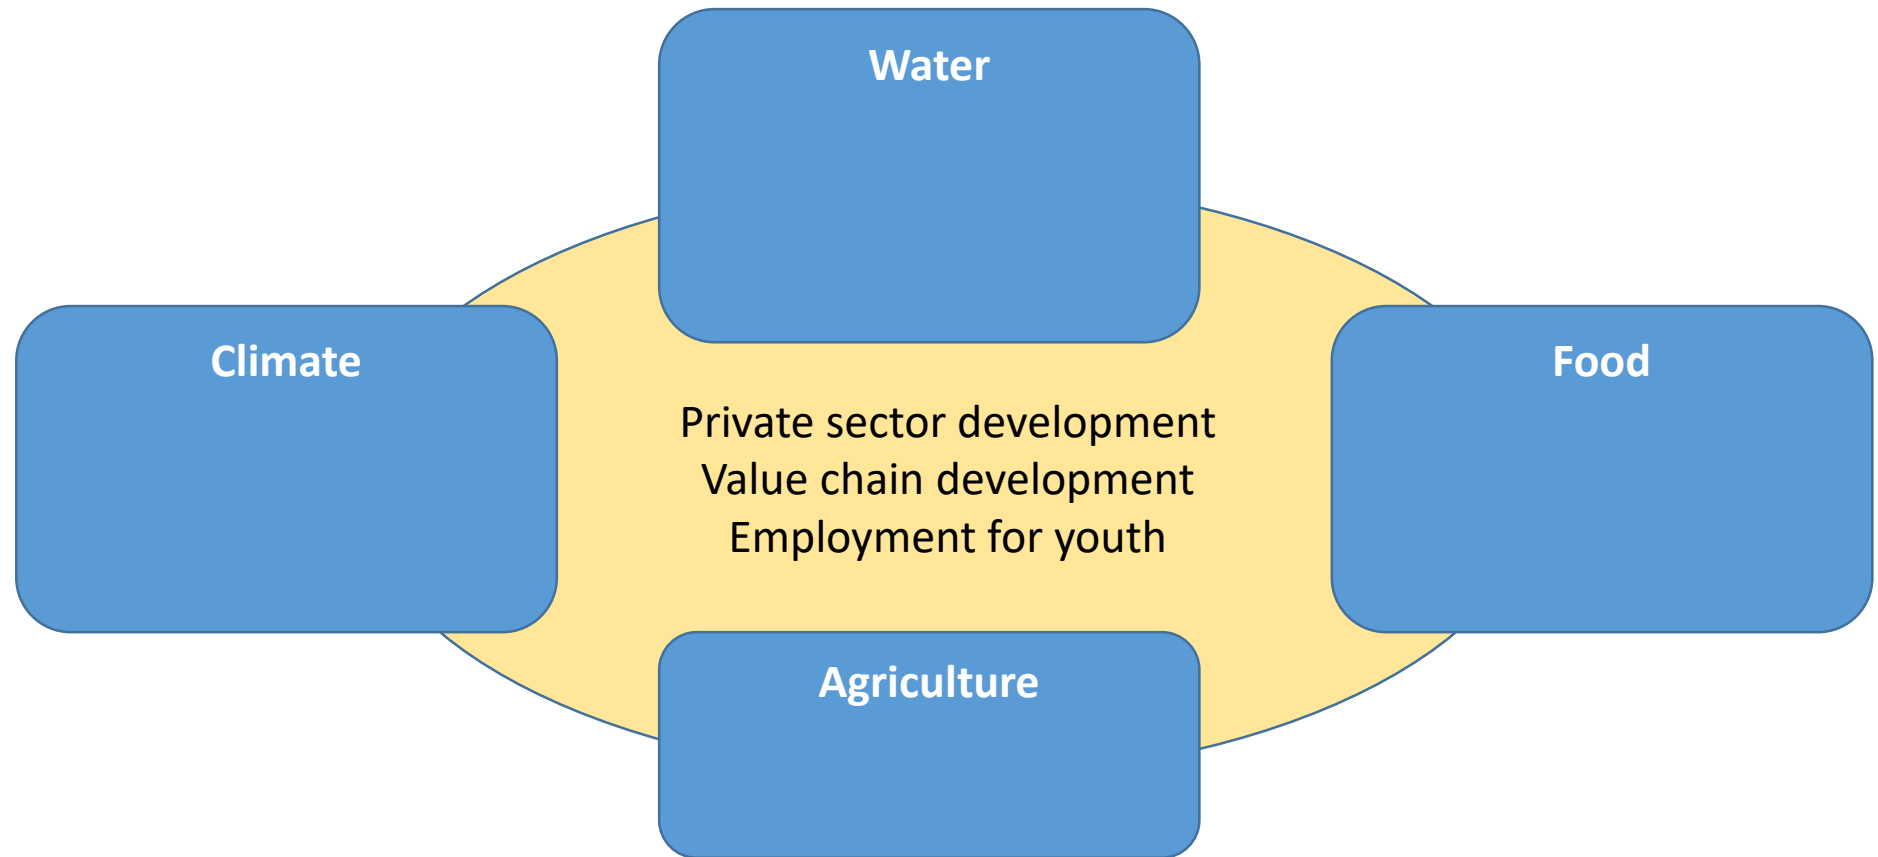 Water
Climate
Food
Private sector development
Value chain development
Employment for youth
Agriculture